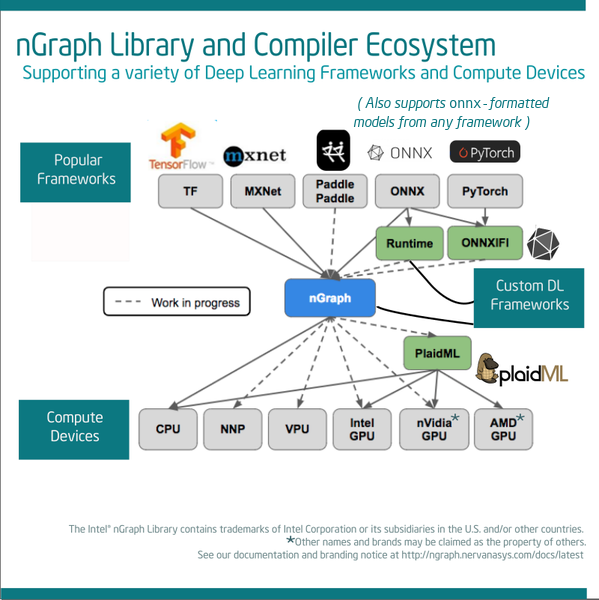 nGraph Library and Compiler Ecosystem
Supporting a variety of Deep Learning Frameworks and Compute Devices
( Also supports onnx-formatted
models from any framework )
Popular
Frameworks
TensorFlow™
mxnet
ONNX
PyTorch
TF
MXNet
Paddle
Paddle
ONNX
PyTorch
Runtime
ONNXIFI
Custom DL
Frameworks
Work in progress
nGraph
PlaidML
plaidML
Compute
Devices
CPU
NNP
VPU
Intel
GPU
nVidia*
GPU
AMD*
GPU
The Intel® nGraph Library contains trademarks of Intel Corporation or its subsidiaries in the U.S. and/or other countries.
*Other names and brands may be claimed as the property of others.
See our documentation and branding notice at http://ngraph.nervanasys.com/docs/latest